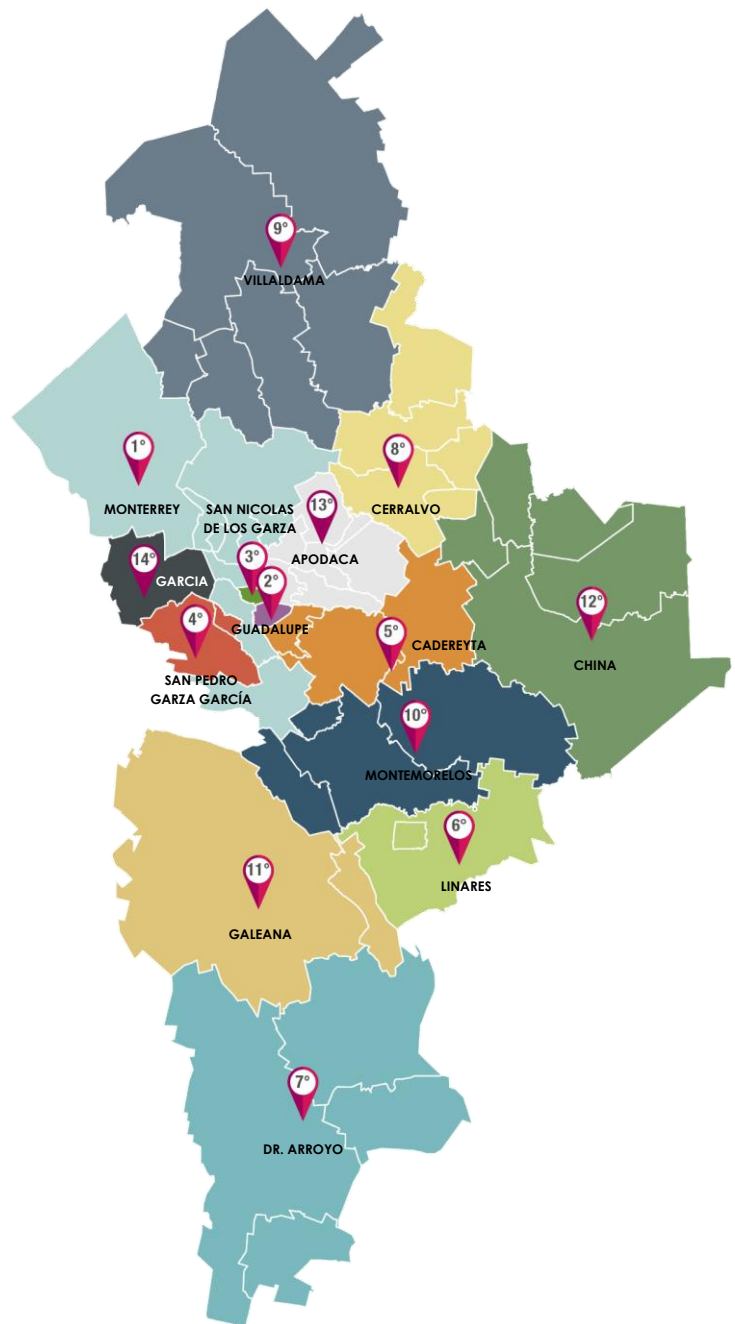 9°
VILLALDAMA
1°
MONTERREY
SAN NICOLAS
DE LOS GARZA
13°
APODACA
8°
CERRALVO
14°
GARCIA
3°
2°
GUADALUPE
4°
SAN PEDRO
GARZA GARCÍA
5°
CADEREYTA
12°
CHINA
10°
MONTEMORELOS
6°
LINARES
11°
GALEANA
7°
DR. ARROYO